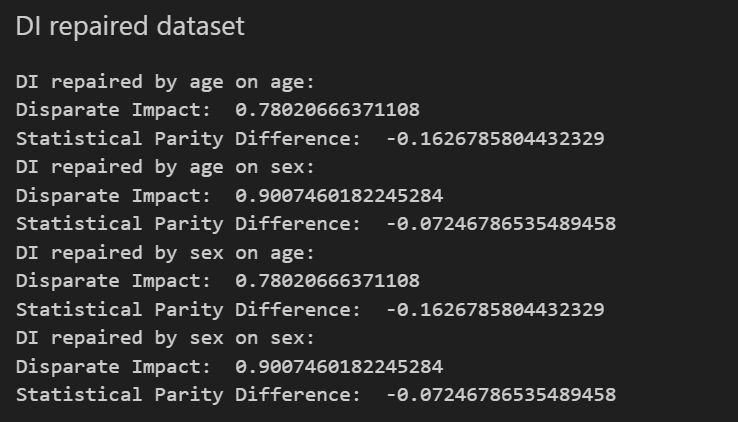 DI repaired dataset
DI repaired by age on age:
Disparate Impact:  0.78020666371108
Statistical Parity Difference:  -0.1626785804432329
DI repaired by age on sex:
Disparate Impact:  0.9007460182245284
Statistical Parity Difference:  -0.07246786535489458
DI repaired by sex on age:
Disparate Impact:  0.78020666371108
Statistical Parity Difference:  -0.1626785804432329
DI repaired by sex on sex:
Disparate Impact:  0.9007460182245284
Statistical Parity Difference:  -0.07246786535489458